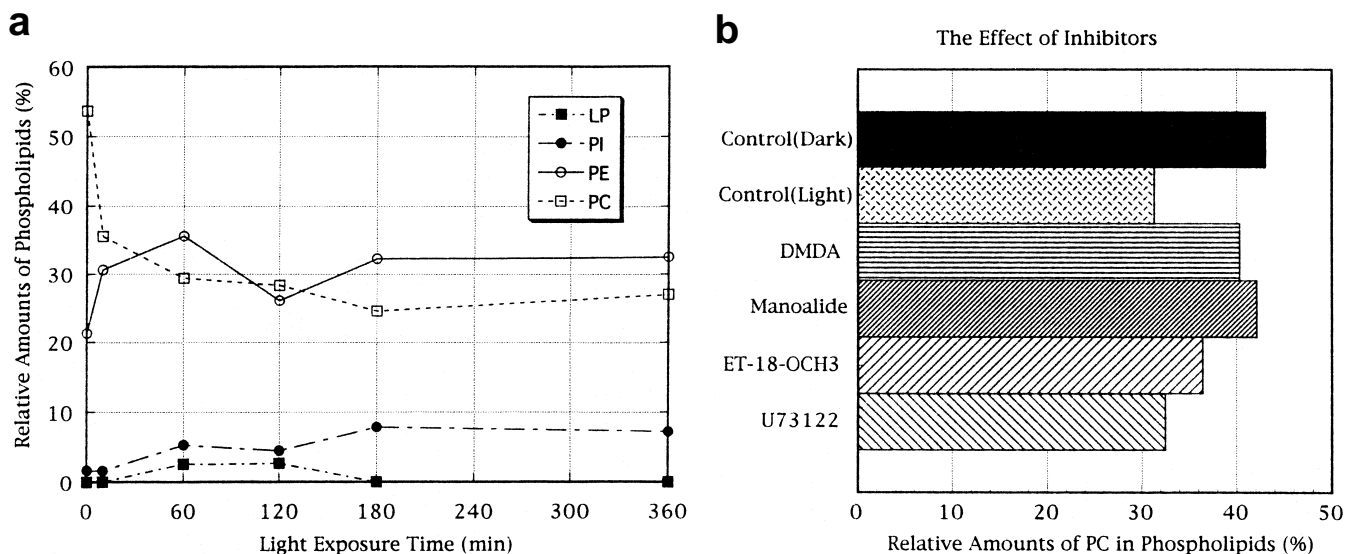 a
Relative Amounts of Phospholipids (%)
60
50
40
30
20
10
0
LP
PI
PE
PC
0 60 120 180 240 300 360
Light Exposure Time (min)
b
The Effect of Inhibitors
Control(Dark)
Control(Light)
DMDA
Manoalide
ET-18-OCH3
U73122
0 10 20 30 40 50
Relative Amounts of PC in Phospholipids (%)